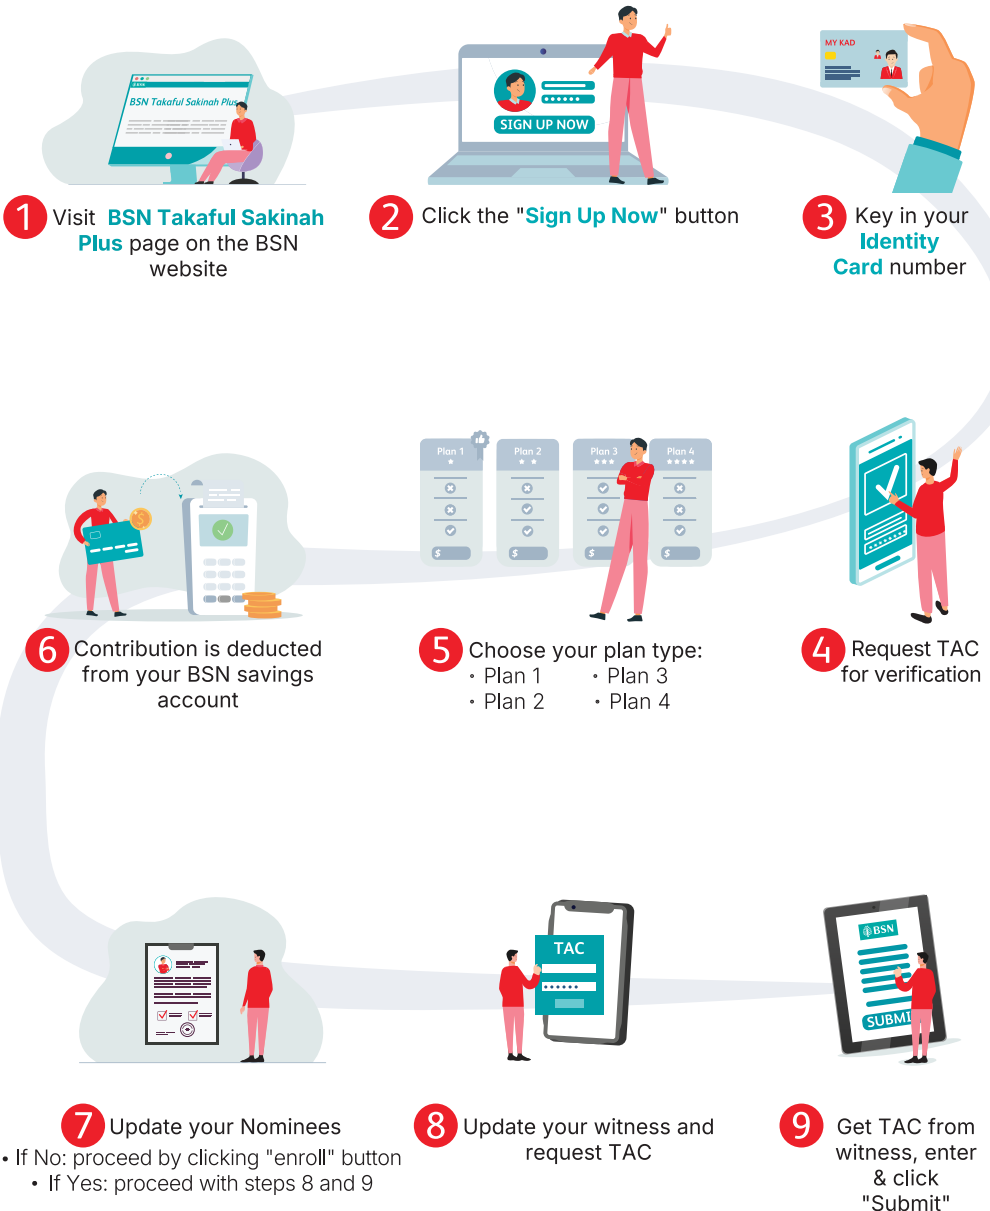 BSN
BSN Takaful Sakinah Plus
SIGN UP NOW
MY KAD
1 Visit BSN Takaful Sakinah
Plus page on the BSN
website
2 Click the "Sign Up Now" button
3 Key in your
Identity
Card number
Plan 1
Plan 2
Plan 3
Plan 4
$
$
$
$
$
6 Contribution is deducted
from your BSN savings
account
5 Choose your plan type:
• Plan 1 • Plan 3
• Plan 2 • Plan 4
4 Request TAC
for verification
TAC
BSN
SUBMI
7 Update your Nominees
• If No: proceed by clicking "enroll" button
• If Yes: proceed with steps 8 and 9
8 Update your witness and
request TAC
9 Get TAC from
witness, enter
& click
"Submit"